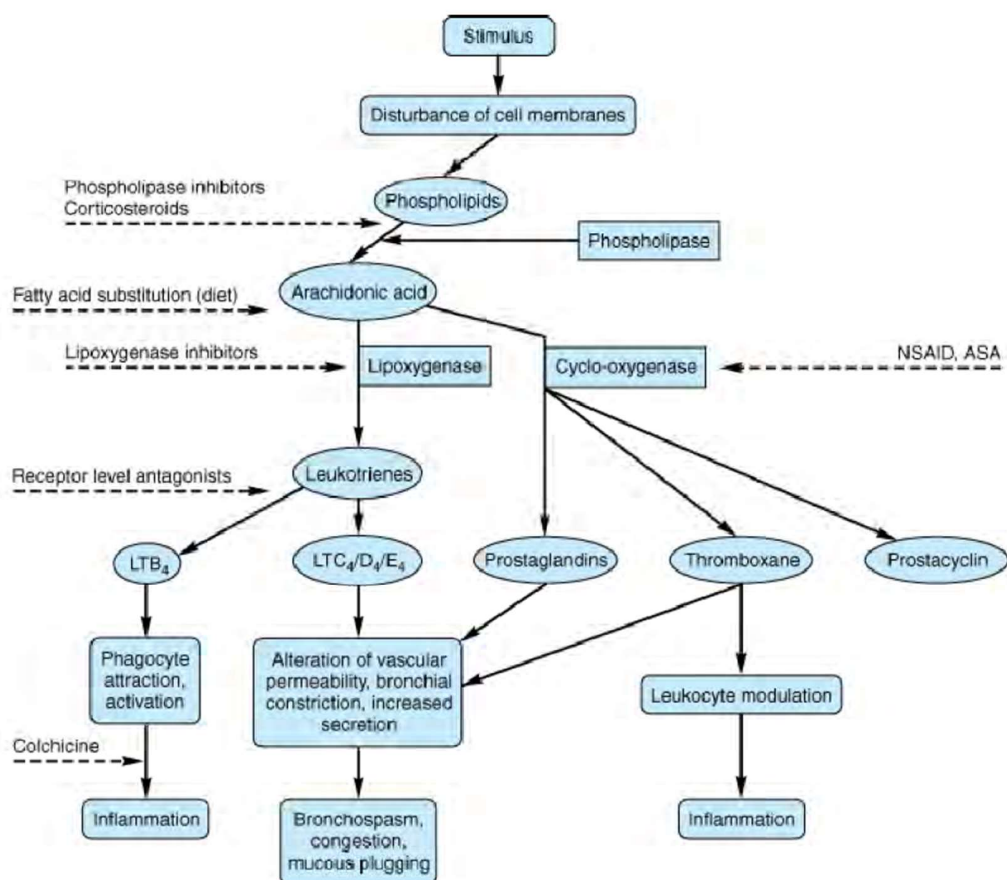 Stimulus
Disturbance of cell membranes
Phospholipase inhibitors
Corticosteroids
Phospholipids
Phospholipase
Arachidonic acid
Fatty acid substitution (diet)
Lipoxygenase inhibitors
Lipoxygenase
Cyclo-oxygenase
NSAID, ASA
Leukotrienes
Receptor level antagonists
LTB₄
LTC₄/D₄/E₄
Prostaglandins
Thromboxane
Prostacyclin
Phagocyte
attraction,
activation
Alteration of vascular
permeability, bronchial
constriction, increased
secretion
Leukocyte modulation
Colchicine
Inflammation
Bronchospasm,
congestion,
mucous plugging
Inflammation